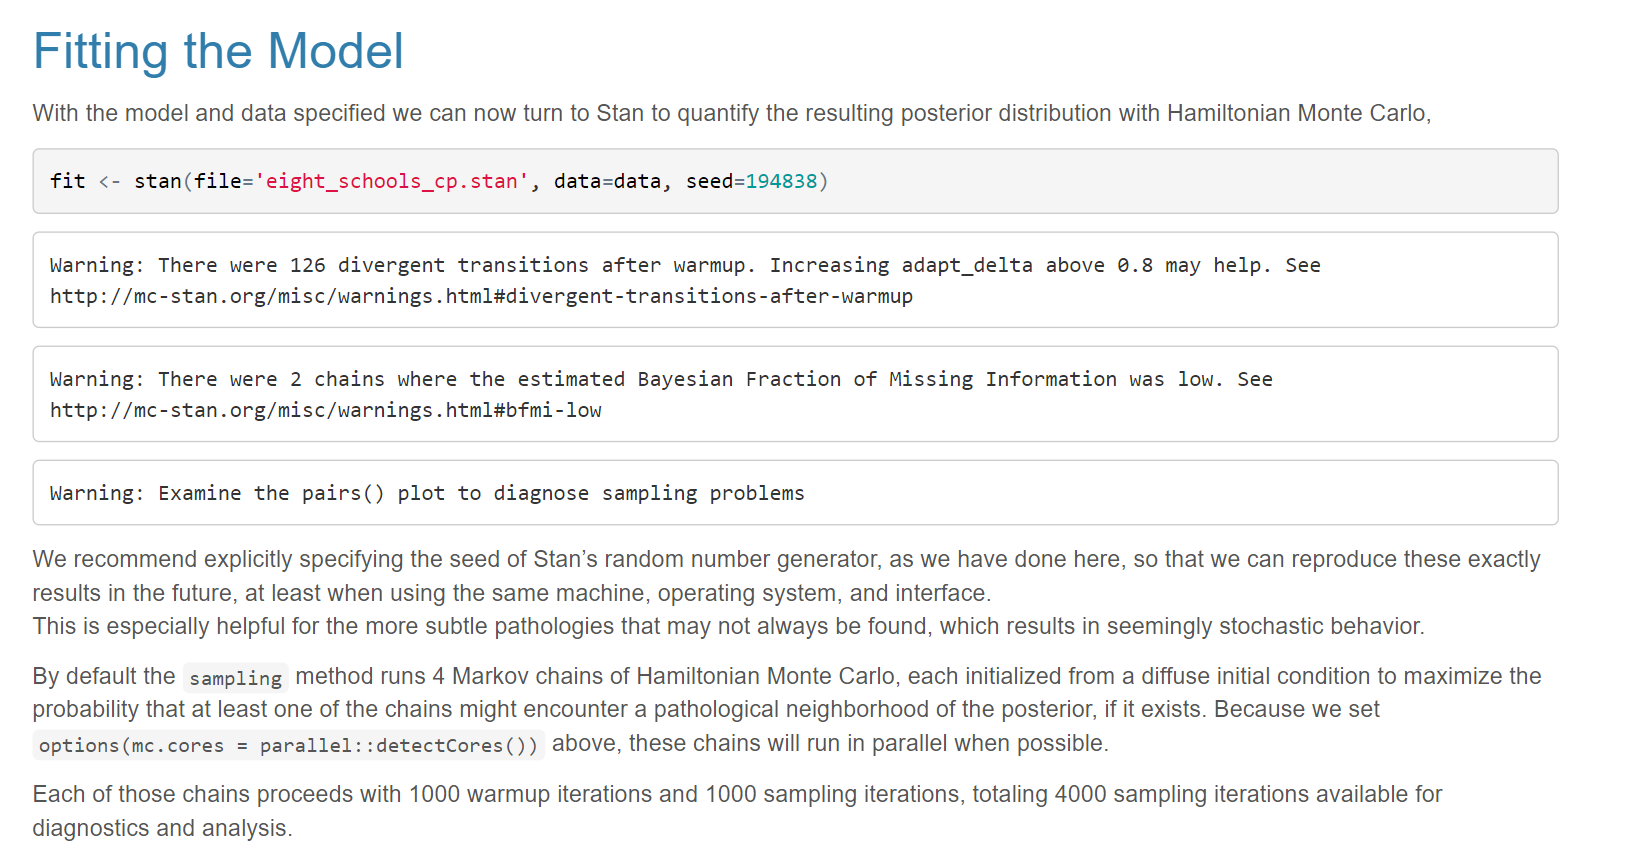 Fitting the Model
With the model and data specified we can now turn to Stan to quantify the resulting posterior distribution with Hamiltonian Monte Carlo,
fit <- stan(file='eight_schools_cp.stan', data=data, seed=194838)
Warning: There were 126 divergent transitions after warmup. Increasing adapt_delta above 0.8 may help. See
http://mc-stan.org/misc/warnings.html#divergent-transitions-after-warmup
Warning: There were 2 chains where the estimated Bayesian Fraction of Missing Information was low. See
http://mc-stan.org/misc/warnings.html#bfmi-low
Warning: Examine the pairs() plot to diagnose sampling problems
We recommend explicitly specifying the seed of Stan’s random number generator, as we have done here, so that we can reproduce these exactly
results in the future, at least when using the same machine, operating system, and interface.
This is especially helpful for the more subtle pathologies that may not always be found, which results in seemingly stochastic behavior.
By default the sampling method runs 4 Markov chains of Hamiltonian Monte Carlo, each initialized from a diffuse initial condition to maximize the
probability that at least one of the chains might encounter a pathological neighborhood of the posterior, if it exists. Because we set
options(mc.cores = parallel::detectCores()) above, these chains will run in parallel when possible.
Each of those chains proceeds with 1000 warmup iterations and 1000 sampling iterations, totaling 4000 sampling iterations available for
diagnostics and analysis.